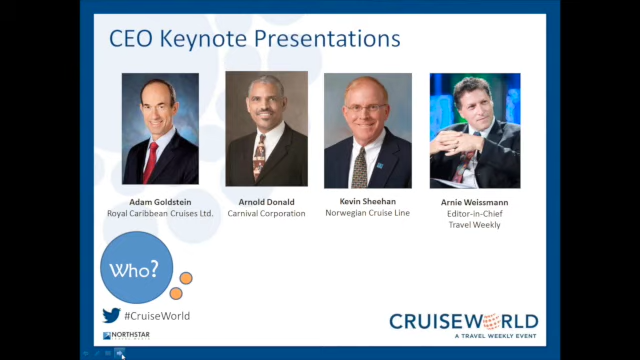 CEO Keynote Presentations
Adam Goldstein
Royal Caribbean Cruises Ltd.
Arnold Donald
Carnival Corporation
Kevin Sheehan
Norwegian Cruise Line
Arnie Weissmann
Editor-in-Chief
Travel Weekly
Who?
#CruiseWorld
NORTHSTAR
CRUISEWORLD
A TRAVEL WEEKLY EVENT